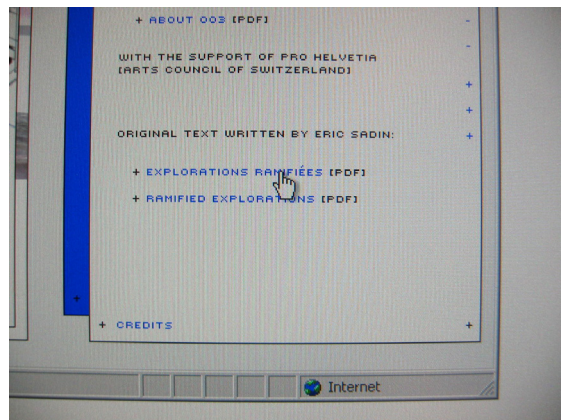 + ABOUT 003 [PDF]
WITH THE SUPPORT OF PRO HELVETIA
[ARTS COUNCIL OF SWITZERLAND]
ORIGINAL TEXT WRITTEN BY ERIC SADIN:
+ EXPLORATIONS RAMIFIÉES [PDF]
+ RAMIFIED EXPLORATIONS [PDF]
+ CREDITS +
Internet